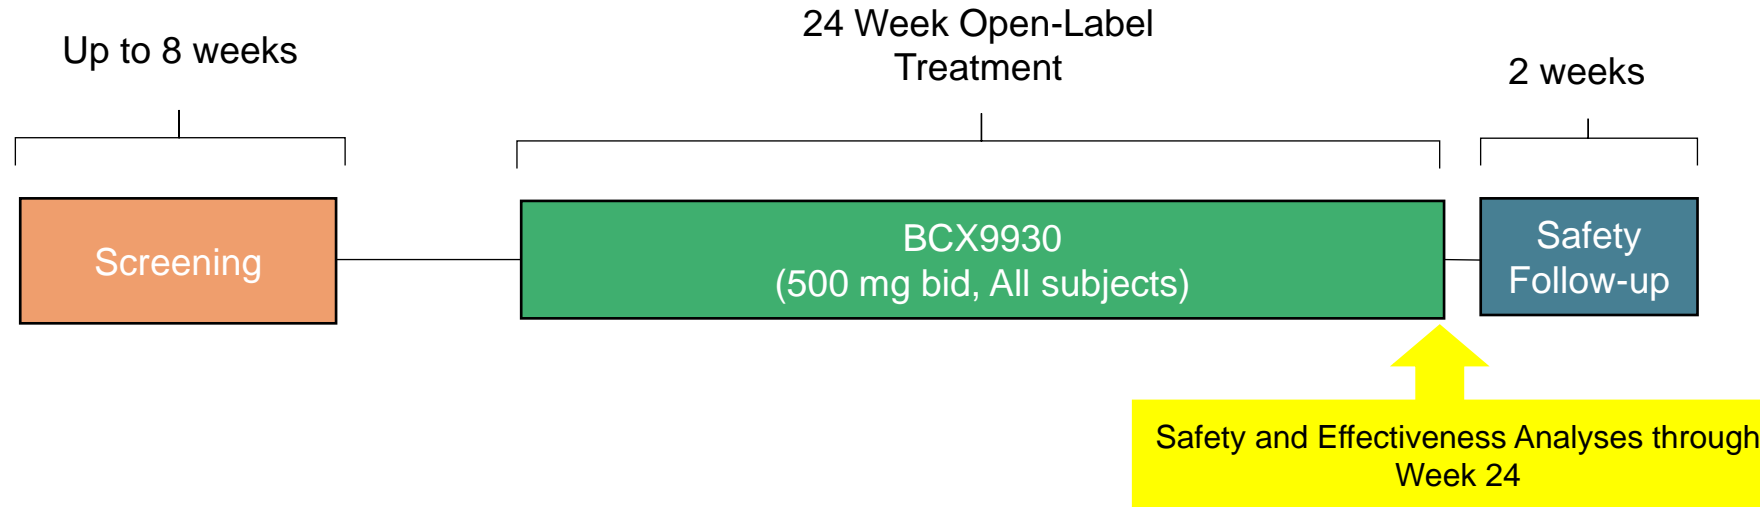 Up to 8 weeks
24 Week Open-Label
Treatment
2 weeks
Screening
BCX9930
(500 mg bid, All subjects)
Safety
Follow-up
Safety and Effectiveness Analyses through
Week 24